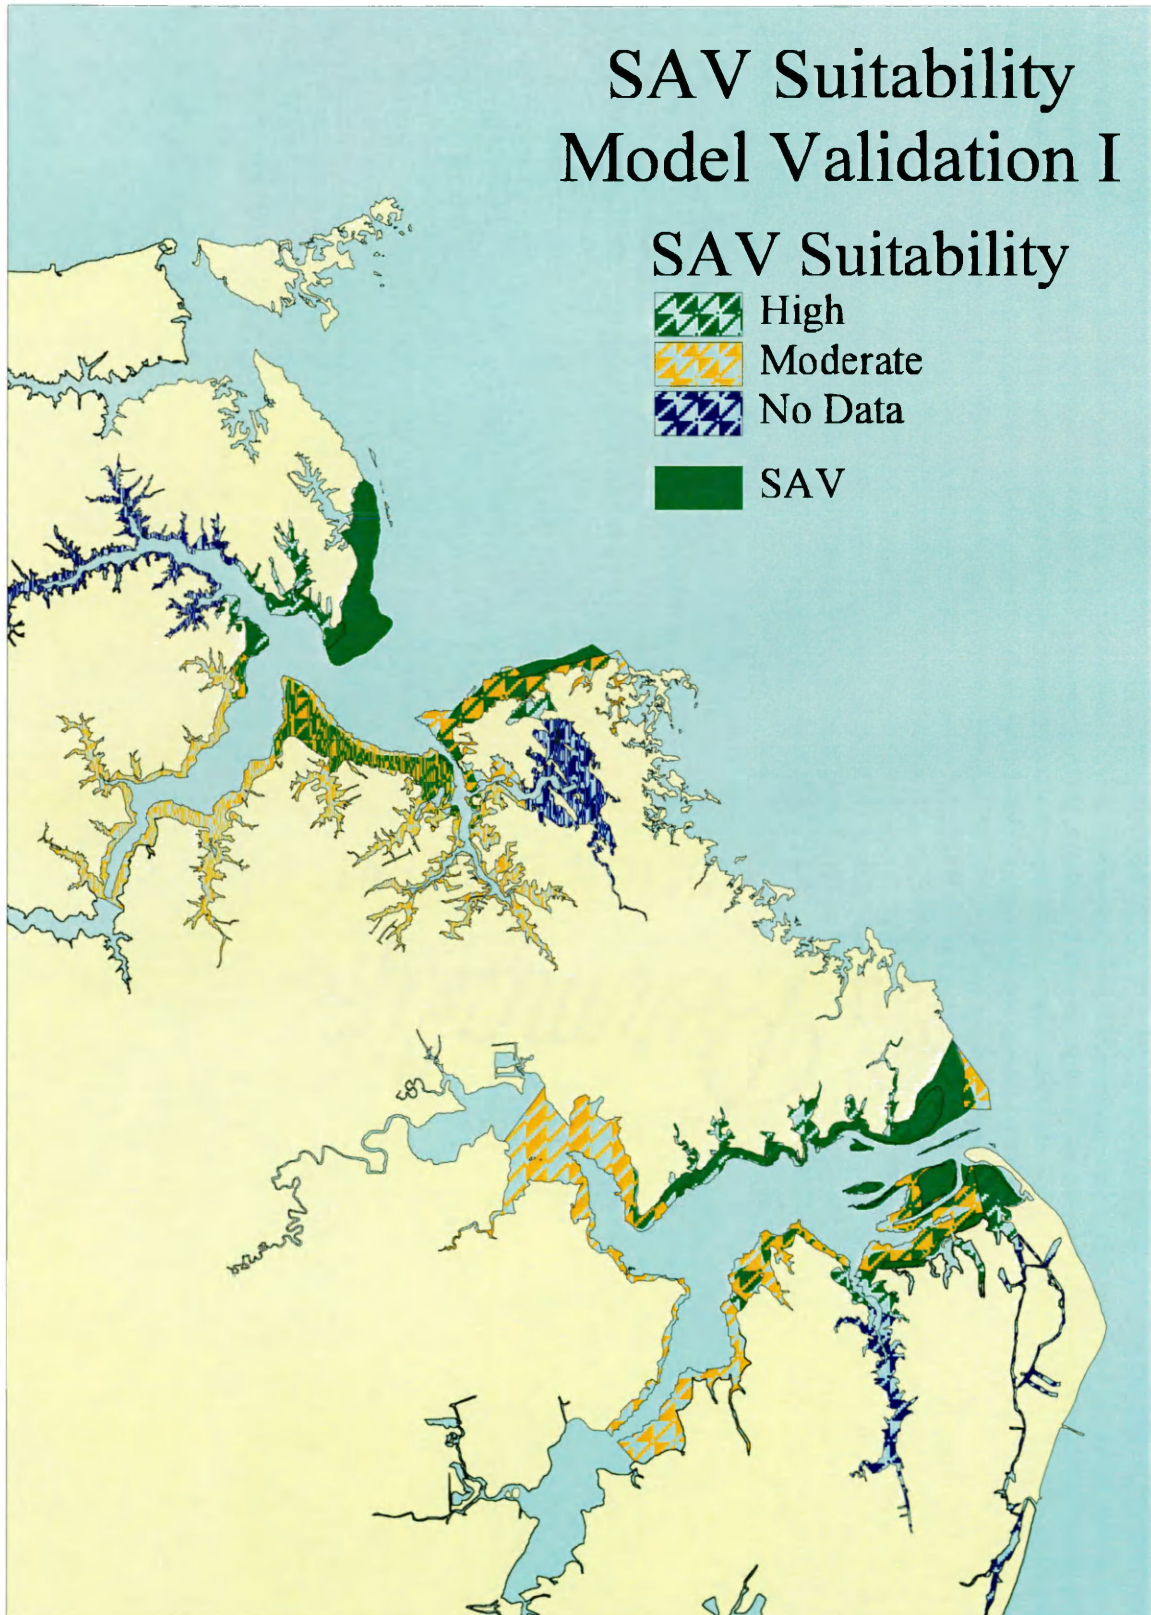 SAV Suitability
Model Validation I
SAV Suitability
High
Moderate
No Data
SAV